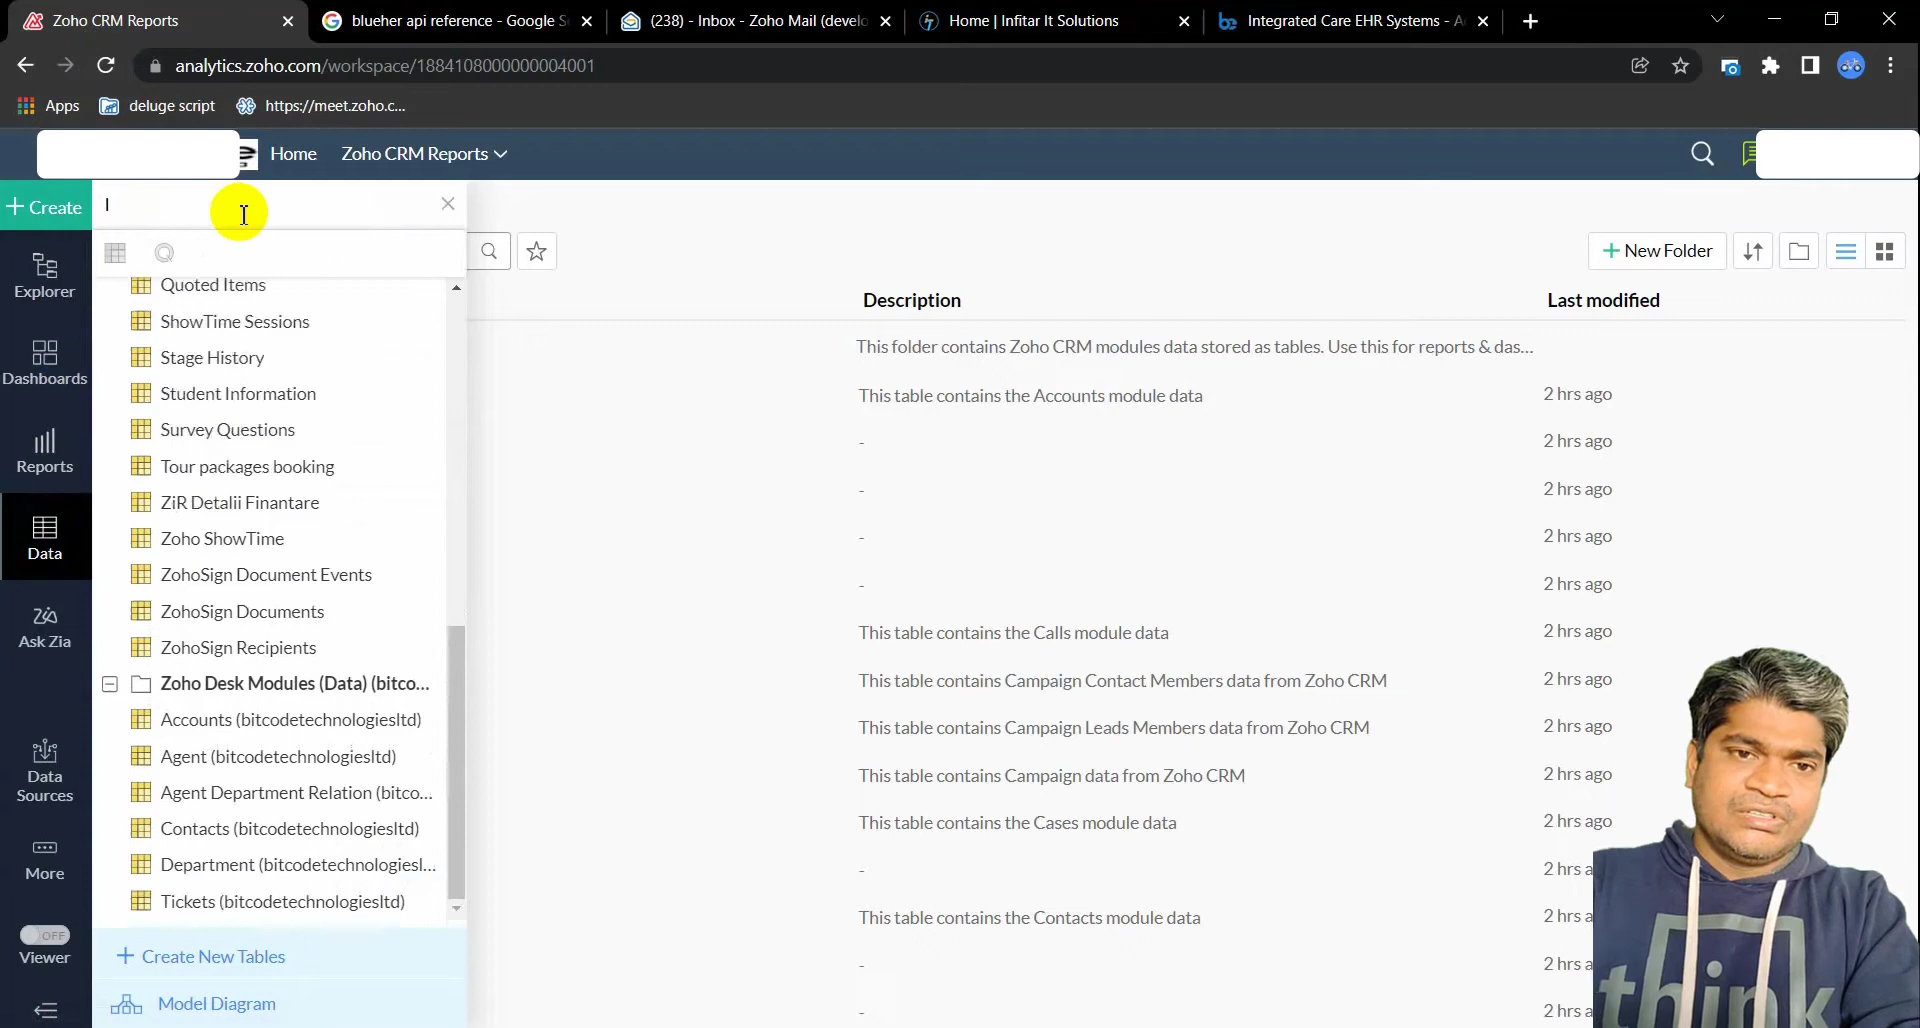 Zoho CRM Reports
blueher api reference - Google S
(238) - Inbox - Zoho Mail (develo
Home | Infitar It Solutions
Integrated Care EHR Systems - A
analytics.zoho.com/workspace/1884108000000004001
Apps
deluge script
https://meet.zoho.c...
Home
Zoho CRM Reports
+ Create
l
New Folder
Description
Last modified
Explorer
Dashboards
Reports
Data
Ask Zia
Data
Sources
More
OFF
Viewer
Quoted Items
ShowTime Sessions
Stage History
Student Information
Survey Questions
Tour packages booking
ZiR Detalii Finantare
Zoho ShowTime
ZohoSign Document Events
ZohoSign Documents
ZohoSign Recipients
Zoho Desk Modules (Data) (bitco...
Accounts (bitcodetechnologiesltd)
Agent (bitcodetechnologiesltd)
Agent Department Relation (bitco...
Contacts (bitcodetechnologiesltd)
Department (bitcodetechnologiesl...
Tickets (bitcodetechnologiesltd)
+ Create New Tables
Model Diagram
This folder contains Zoho CRM modules data stored as tables. Use this for reports & das...
This table contains the Accounts module data
2 hrs ago
-
2 hrs ago
-
2 hrs ago
-
2 hrs ago
-
2 hrs ago
This table contains the Calls module data
2 hrs ago
This table contains Campaign Contact Members data from Zoho CRM
2 hrs ago
This table contains Campaign Leads Members data from Zoho CRM
2 hrs ago
This table contains Campaign data from Zoho CRM
2 hrs ago
This table contains the Cases module data
2 hrs ago
-
2 hrs a
This table contains the Contacts module data
2 hrs a
-
2 hrs a
-
2 hrs a
think